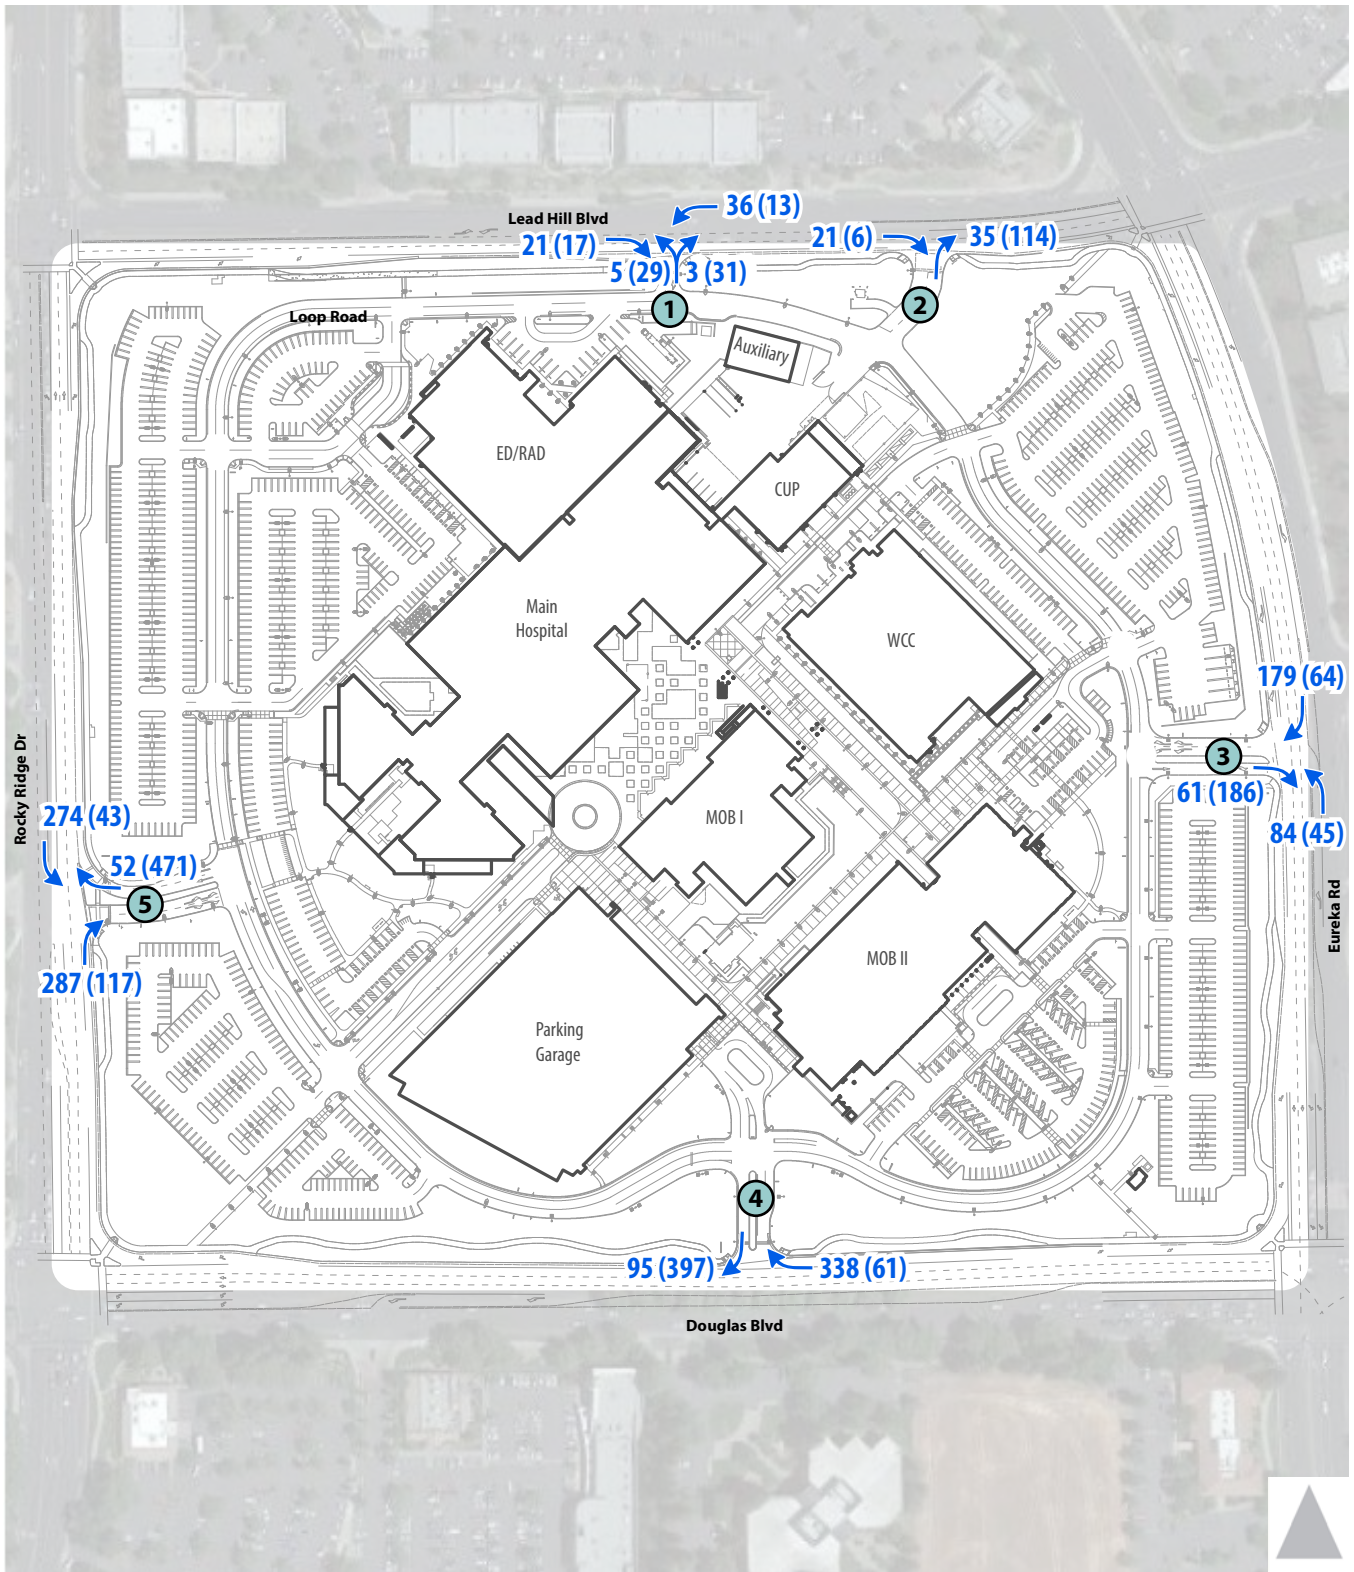 36 (13)
Lead Hill Blvd
21 (17)
21 (6)
35 (114)
5 (29)
3 (31)
1
2
Loop Road
Auxiliary
ED/RAD
CUP
Main
Hospital
WCC
179 (64)
Rocky Ridge Dr
3
61 (186)
274 (43)
MOB I
84 (45)
52 (471)
5
Eureka Rd
287 (117)
MOB II
Parking
Garage
4
95 (397)
338 (61)
Douglas Blvd